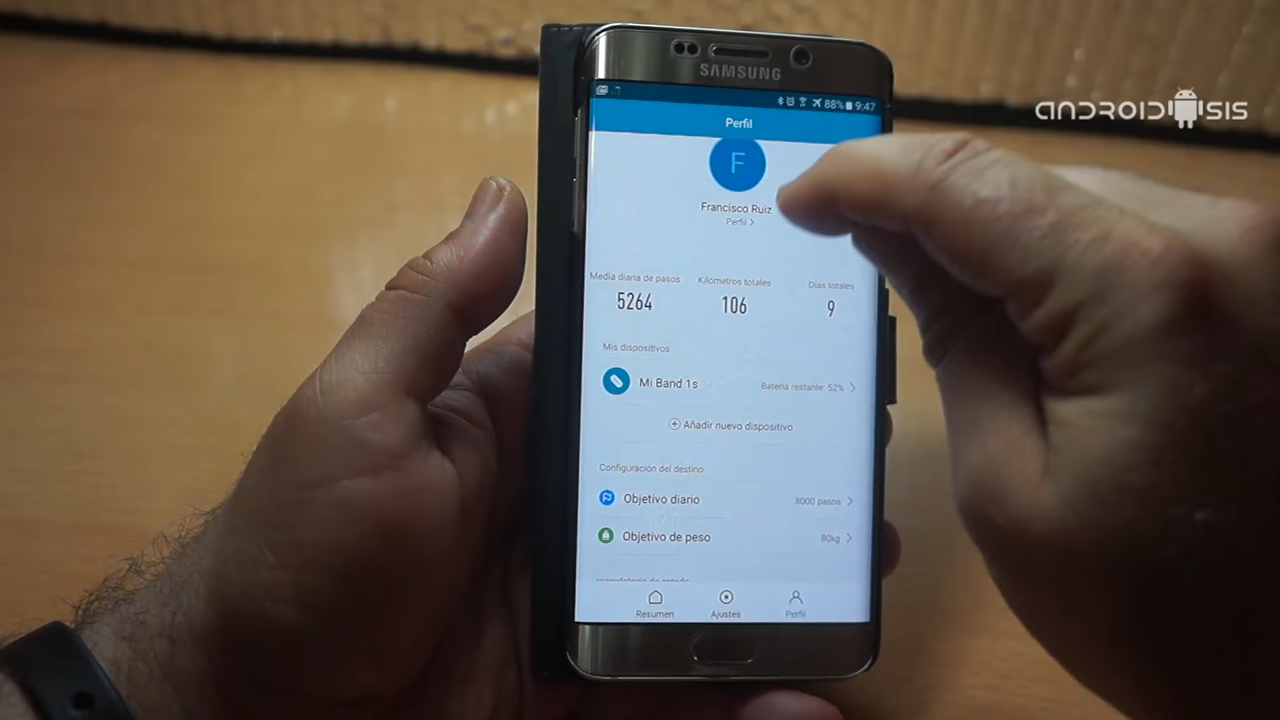 SAMSUNG
88% 9:47
ANDROIDSIS
Perfil
F
Francisco Ruiz
Perfil >
Media diaria de pasos Kilómetros totales Días totales
5264 106 9
Mis dispositivos
Mi Band 1s Batería restante: 52% >
Añadir nuevo dispositivo
Configuración del destino
Objetivo diario 8000 pasos >
Objetivo de peso 80kg >
Resumen Ajustes Perfil